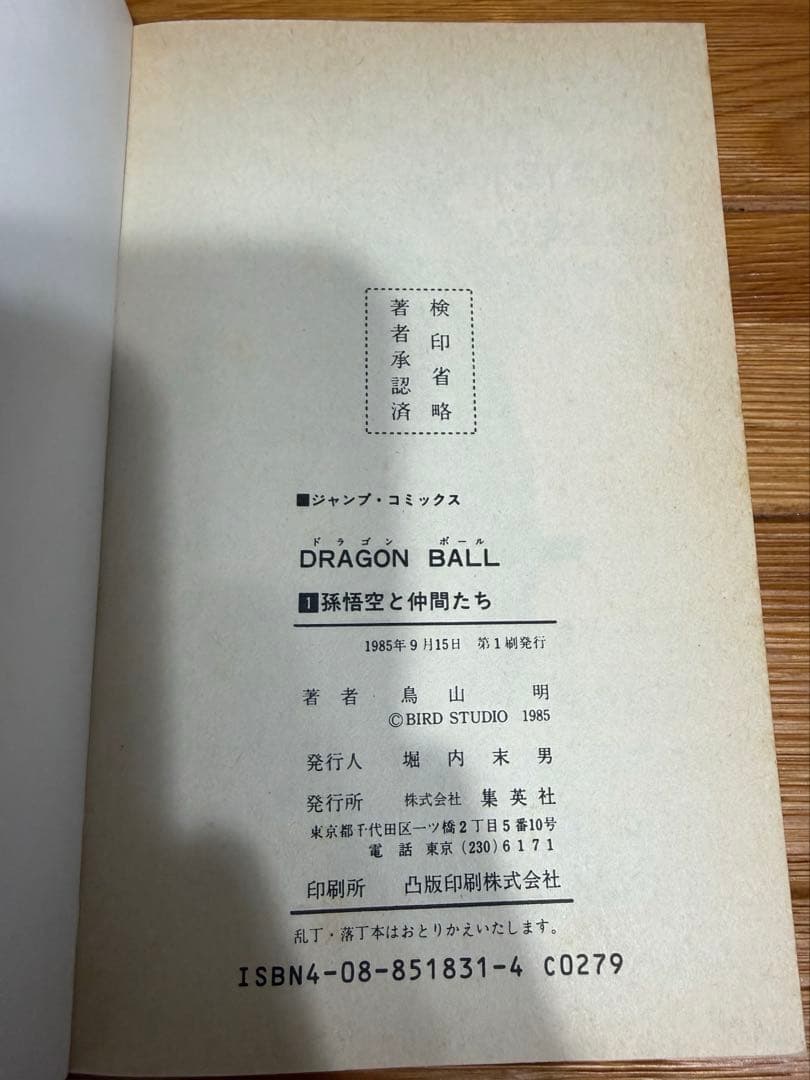 検印省略
著者承認済
■ジャンプ・コミックス
ドラゴン ボール
DRAGON BALL
1 孫悟空と仲間たち
1985年9月15日 第1刷発行
著者 鳥山 明
©BIRD STUDIO 1985
発行人 堀内末男
発行所 株式会社 集英社
東京都千代田区一ツ橋2丁目5番10号
電話 東京(230)6171
印刷所 凸版印刷株式会社
乱丁・落丁本はおとりかえいたします。
ISBN4-08-851831-4 C0279